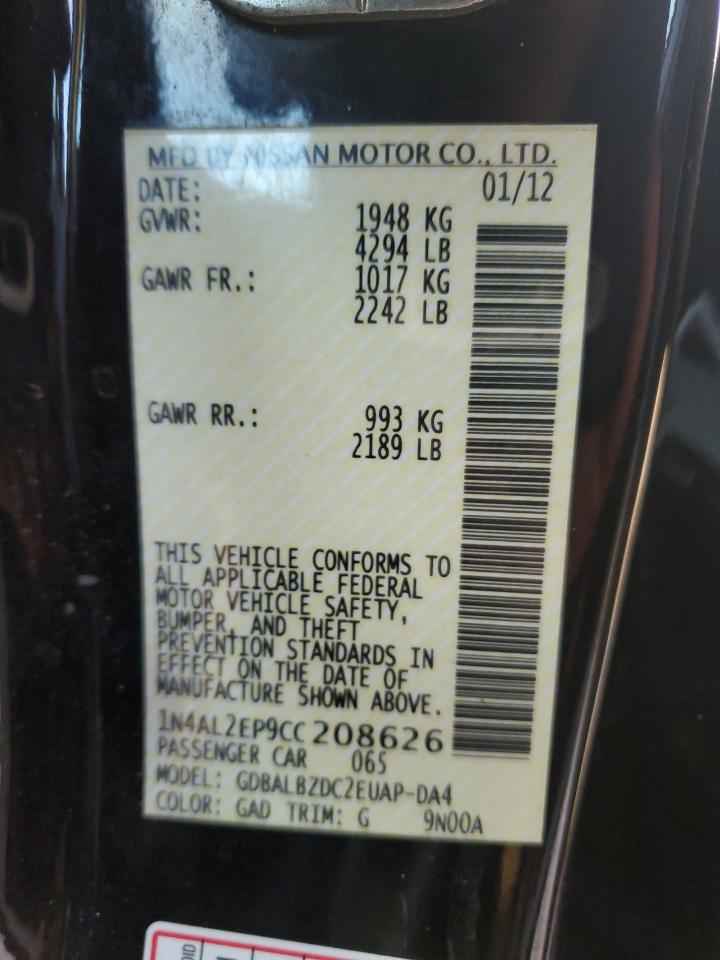 MFD BY NISSAN MOTOR CO., LTD.
DATE: 01/12
GVWR: 1948 KG
4294 LB
GAWR FR.: 1017 KG
2242 LB
GAWR RR.: 993 KG
2189 LB
THIS VEHICLE CONFORMS TO
ALL APPLICABLE FEDERAL
MOTOR VEHICLE SAFETY,
BUMPER, AND THEFT
PREVENTION STANDARDS IN
EFFECT ON THE DATE OF
MANUFACTURE SHOWN ABOVE.
1N4AL2EP9CC208626
PASSENGER CAR 065
MODEL: GDBALBZDC2EUAP-DA4
COLOR: GAD TRIM: G 9N00A